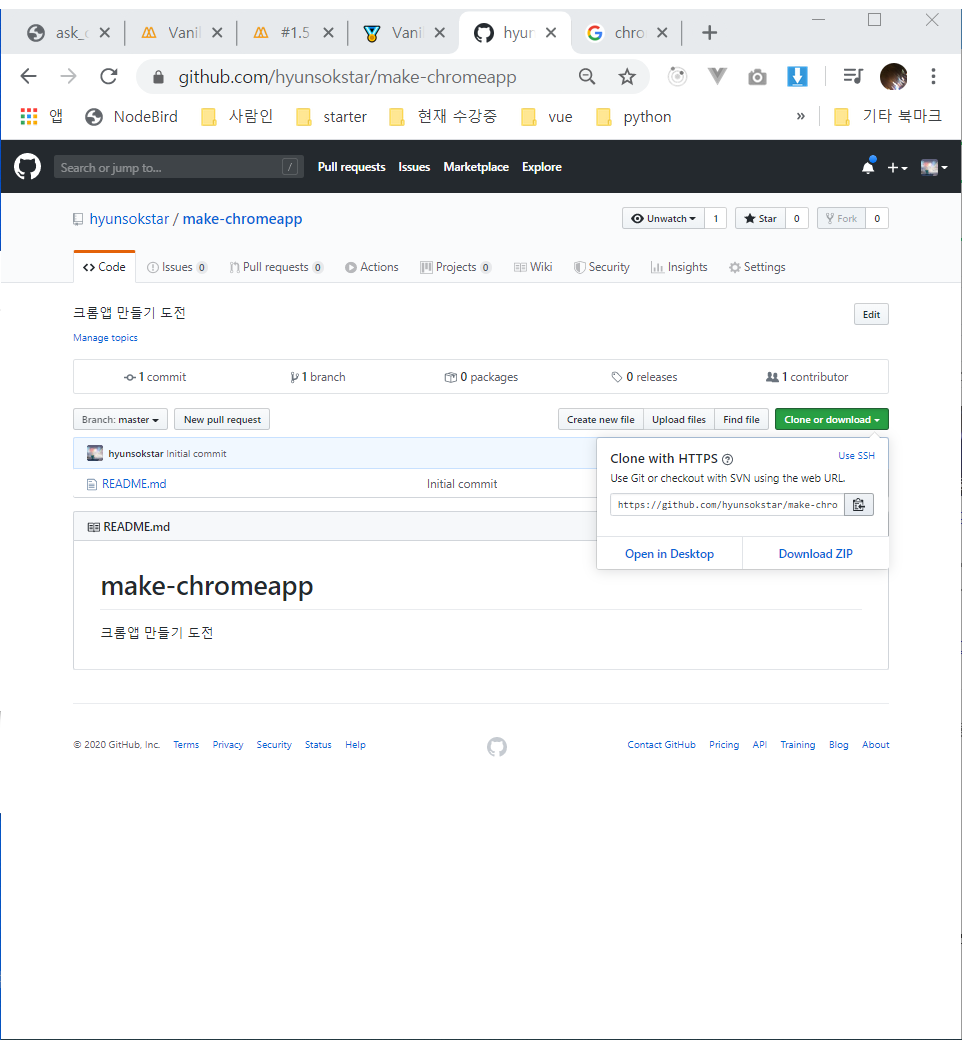 ask_ Vanil #1.5 Vani hyun chro
github.com/hyunsokstar/make-chromeapp
앱 NodeBird 사람인 starter 현재 수강중 vue python » 기타 북마크
Search or jump to... / Pull requests Issues Marketplace Explore
hyunsokstar / make-chromeapp Unwatch 1 Star 0 Fork 0
Code Issues 0 Pull requests 0 Actions Projects 0 Wiki Security Insights Settings
크롬앱 만들기 도전 Edit
Manage topics
1 commit 1 branch 0 packages 0 releases 1 contributor
Branch: master New pull request Create new file Upload files Find file Clone or download
hyunsokstar Initial commit
README.md Initial commit
Clone with HTTPS Use SSH
Use Git or checkout with SVN using the web URL.
https://github.com/hyunsokstar/make-chro
Open in Desktop Download ZIP
README.md
make-chromeapp
크롬앱 만들기 도전
© 2020 GitHub, Inc. Terms Privacy Security Status Help Contact GitHub Pricing API Training Blog About